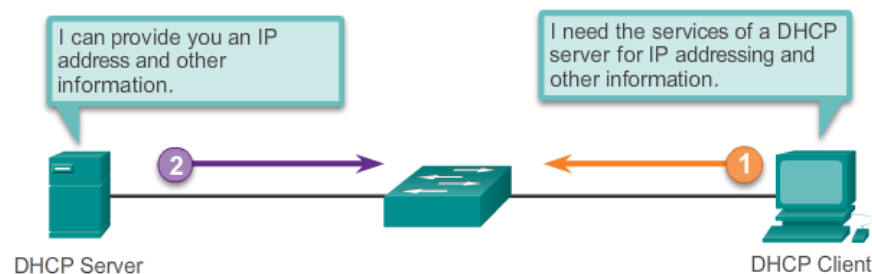 I can provide you an IP
address and other
information.
I need the services of a DHCP
server for IP addressing and
other information.
2
1
DHCP Server
DHCP Client